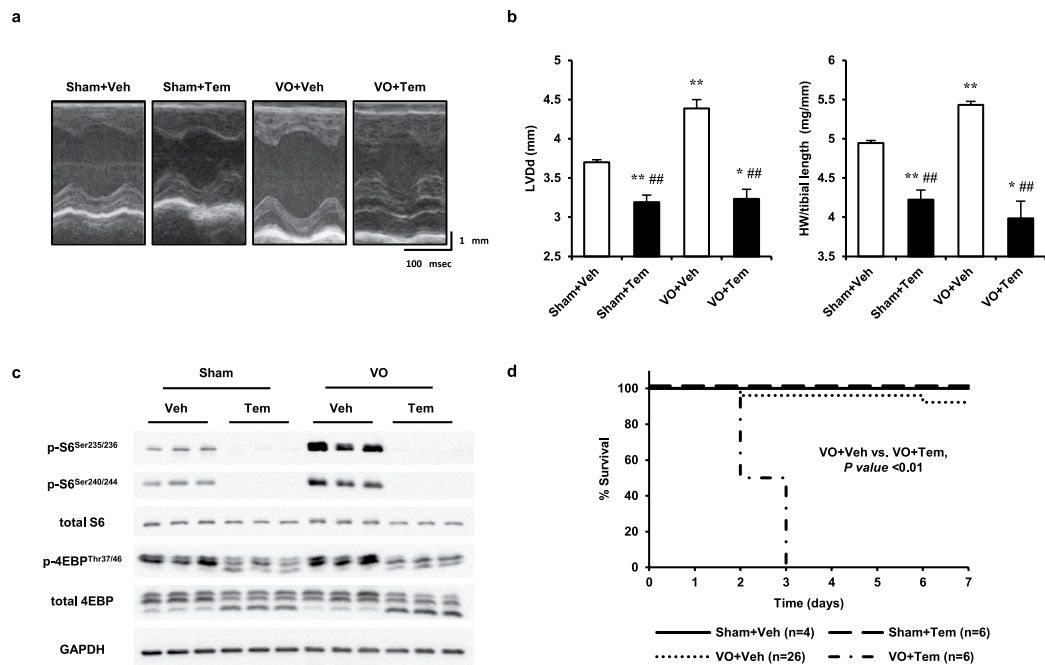 a
Sham+Veh Sham+Tem VO+Veh VO+Tem
1 mm
100 msec
b
LVDd (mm)
5
4.5
4
3.5
3
2.5
**
** ##
* ##
Sham+Veh
Sham+Tem
VO+Veh
VO+Tem
HW/tibial length (mg/mm)
6
5.5
5
4.5
4
3.5
**
** ##
* ##
Sham+Veh
Sham+Tem
VO+Veh
VO+Tem
c
Sham VO
Veh Tem Veh Tem
p-S6Ser235/236
p-S6Ser240/244
total S6
p-4EBPThr37/46
total 4EBP
GAPDH
d
% Survival
100
80
60
40
20
0
VO+Veh vs. VO+Tem,
P value <0.01
0 1 2 3 4 5 6 7
Time (days)
Sham+Veh (n=4) Sham+Tem (n=6)
VO+Veh (n=26) VO+Tem (n=6)